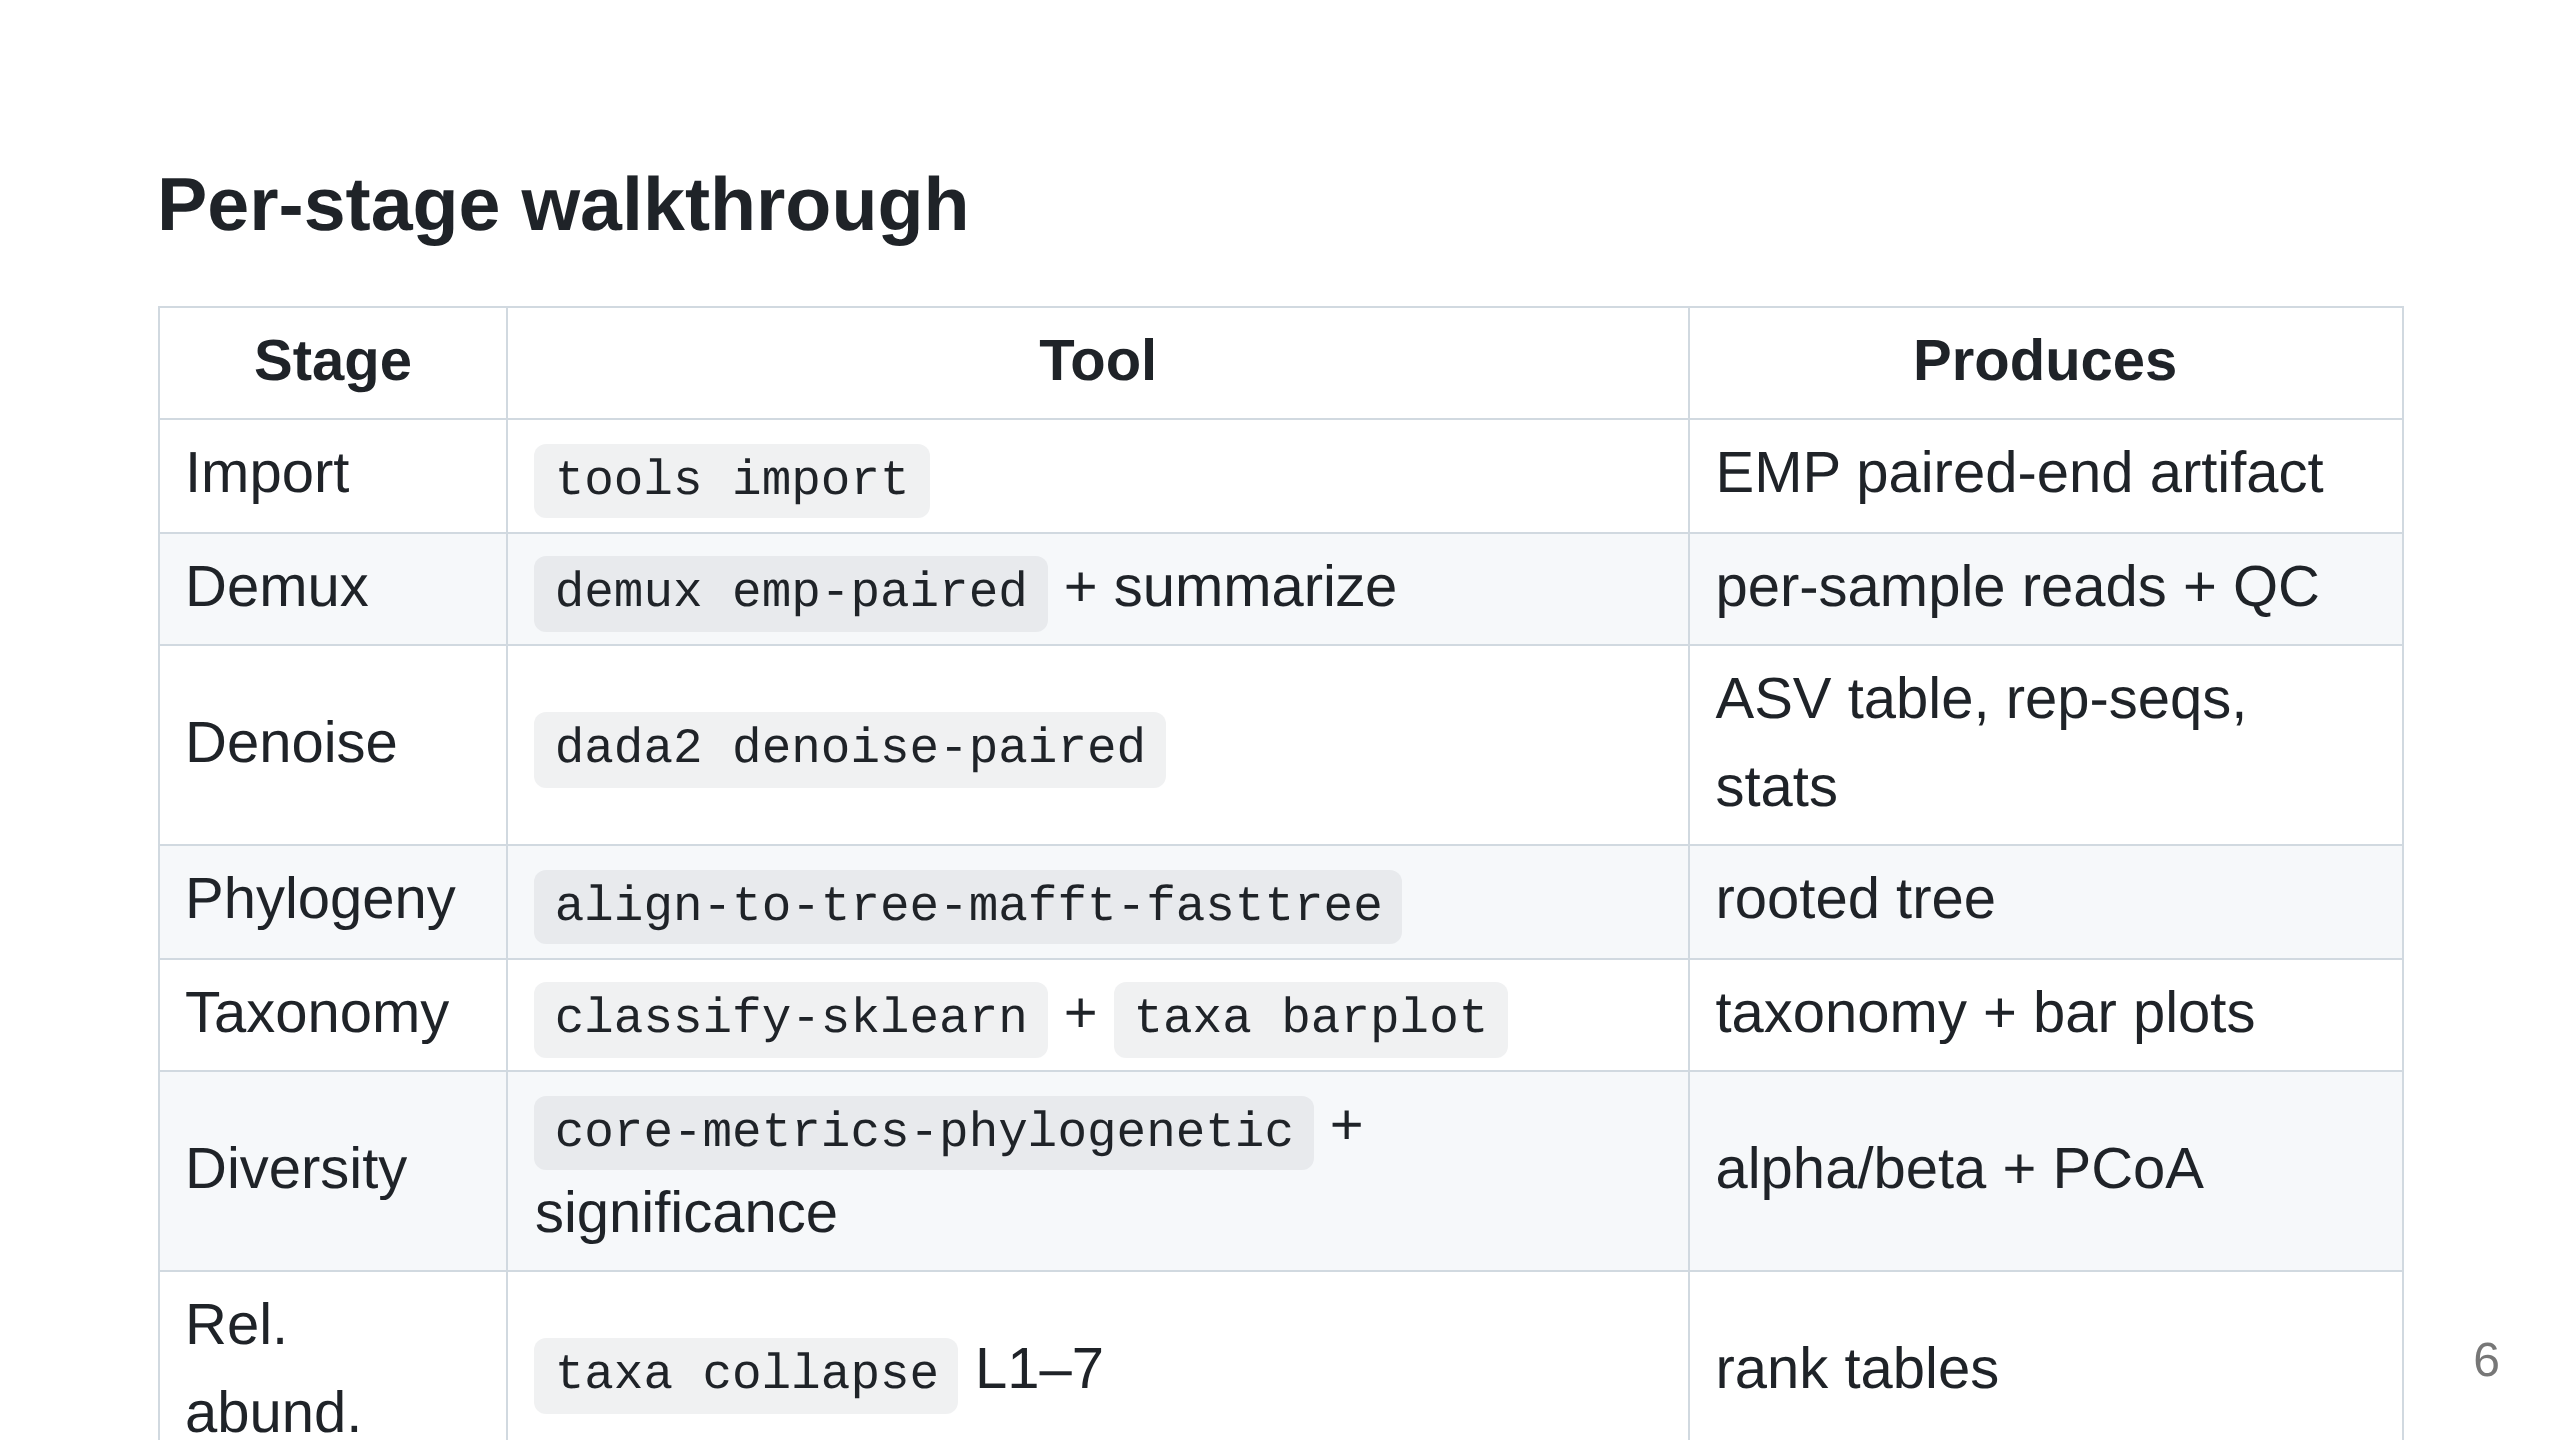 Per-stage walkthrough
Stage Tool Produces
Import tools import EMP paired-end artifact
Demux demux emp-paired + summarize per-sample reads + QC
Denoise dada2 denoise-paired ASV table, rep-seqs,
stats
Phylogeny align-to-tree-mafft-fasttree rooted tree
Taxonomy classify-sklearn + taxa barplot taxonomy + bar plots
Diversity core-metrics-phylogenetic +
significance alpha/beta + PCoA
Rel.
abund. taxa collapse L1–7 rank tables
6